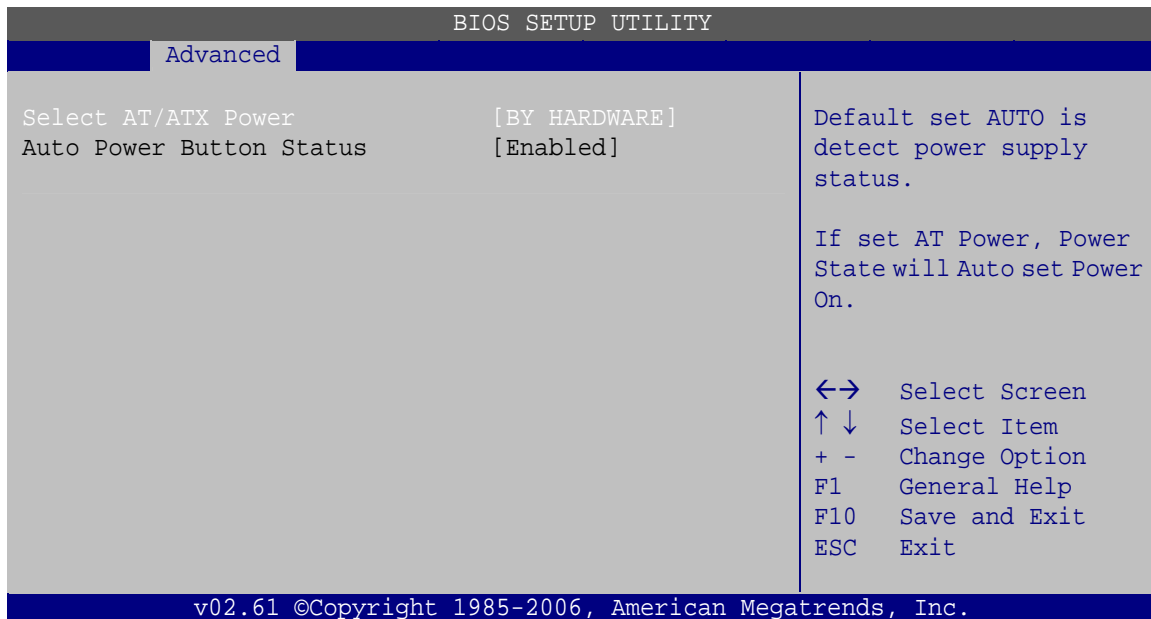 BIOS SETUP UTILITY
Advanced
Select AT/ATX Power [BY HARDWARE]
Auto Power Button Status [Enabled]
Default set AUTO is
detect power supply
status.
If set AT Power, Power
State will Auto set Power
On.
←→ Select Screen
↑ ↓ Select Item
+ - Change Option
F1 General Help
F10 Save and Exit
ESC Exit
v02.61 ©Copyright 1985-2006, American Megatrends, Inc.